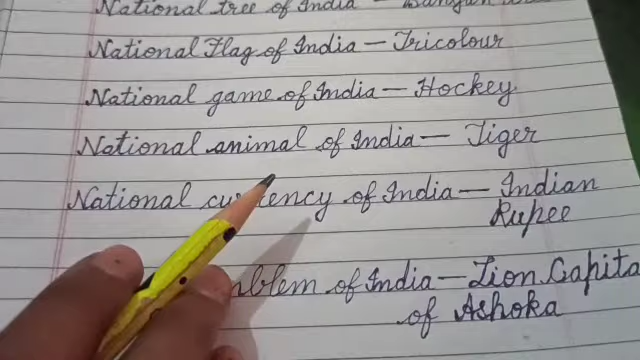 National tree of India – Banyan
National Flag of India – Tricolour
National game of India – Hockey
National animal of India – Tiger
National currency of India – Indian
Rupee
of India – Lion Capita
of Ashoka